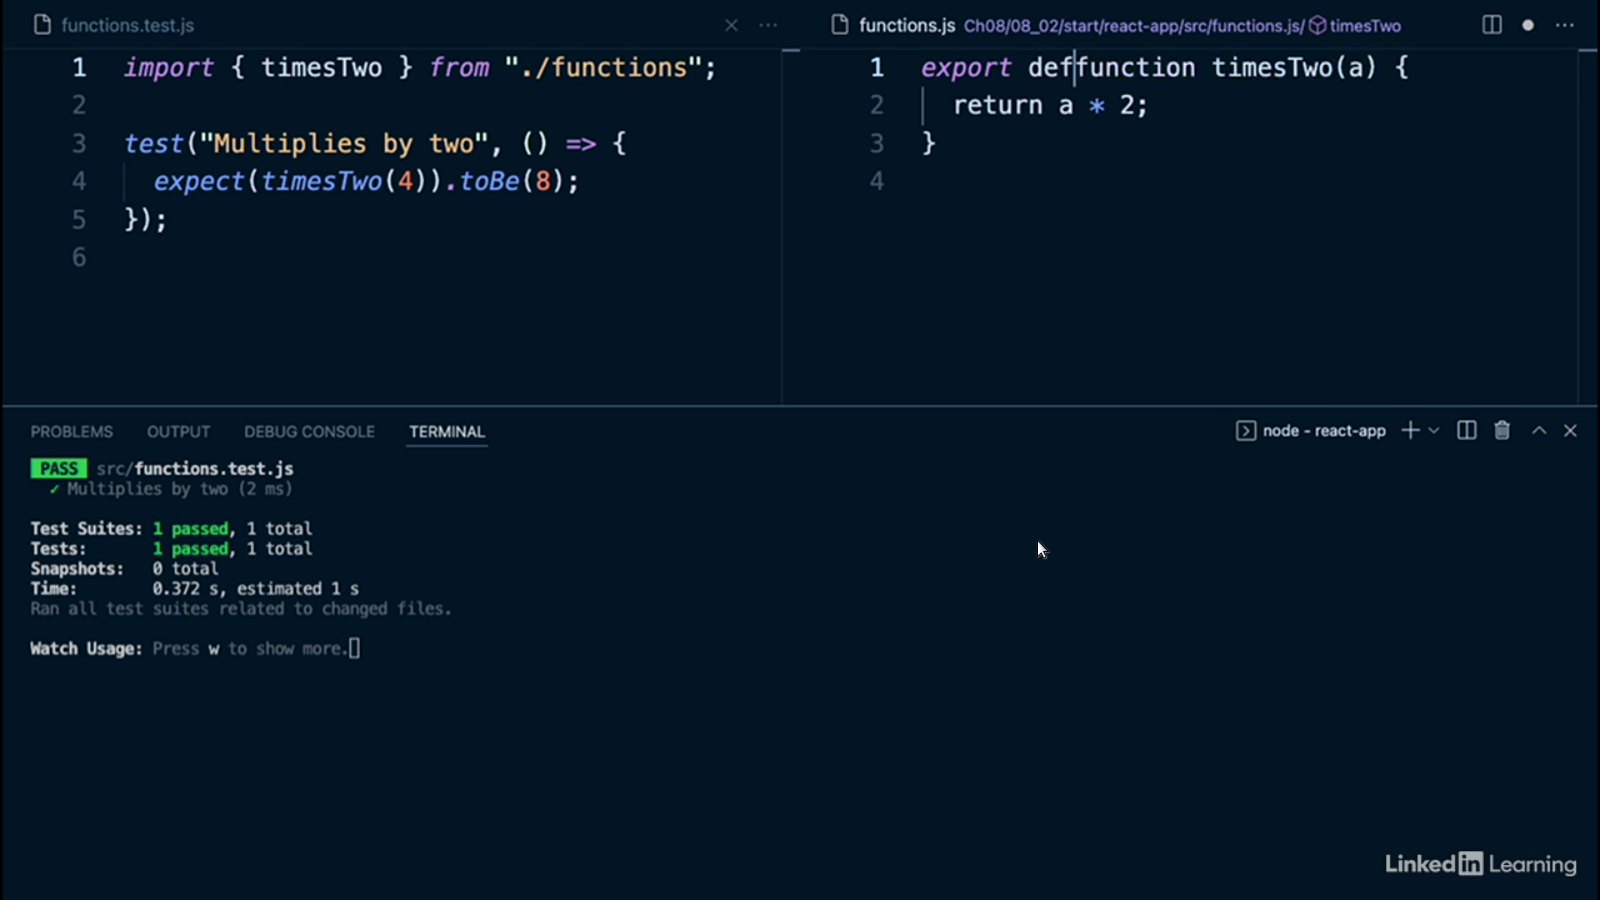 functions.test.js
1 import { timesTwo } from "./functions";
2
3 test("Multiplies by two", () => {
4 expect(timesTwo(4)).toBe(8);
5 });
6
functions.js Ch08/08_02/start/react-app/src/functions.js/ timesTwo
1 export deffunction timesTwo(a) {
2 return a * 2;
3 }
4
PROBLEMS OUTPUT DEBUG CONSOLE TERMINAL
node - react-app
PASS src/functions.test.js
✓ Multiplies by two (2 ms)
Test Suites: 1 passed, 1 total
Tests: 1 passed, 1 total
Snapshots: 0 total
Time: 0.372 s, estimated 1 s
Ran all test suites related to changed files.
Watch Usage: Press w to show more.
Linked in Learning